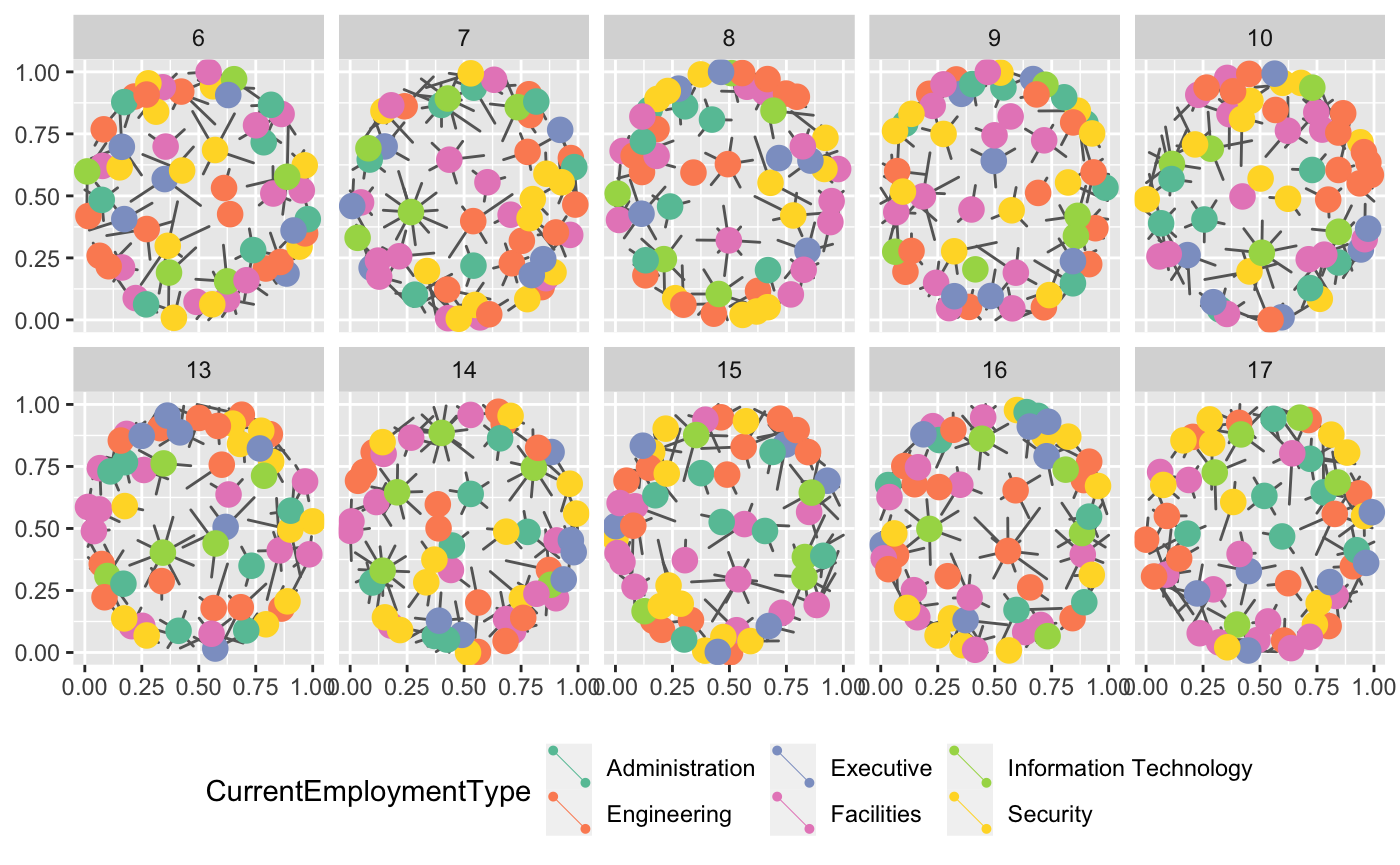 6 7 8 9 10
1.00
0.75
0.50
0.25
0.00
13 14 15 16 17
1.00
0.75
0.50
0.25
0.00
0.00 0.25 0.50 0.75 1.00 0.00 0.25 0.50 0.75 1.00 0.00 0.25 0.50 0.75 1.00 0.00 0.25 0.50 0.75 1.00 0.00 0.25 0.50 0.75 1.00
CurrentEmploymentType
Administration Executive Information Technology
Engineering Facilities Security